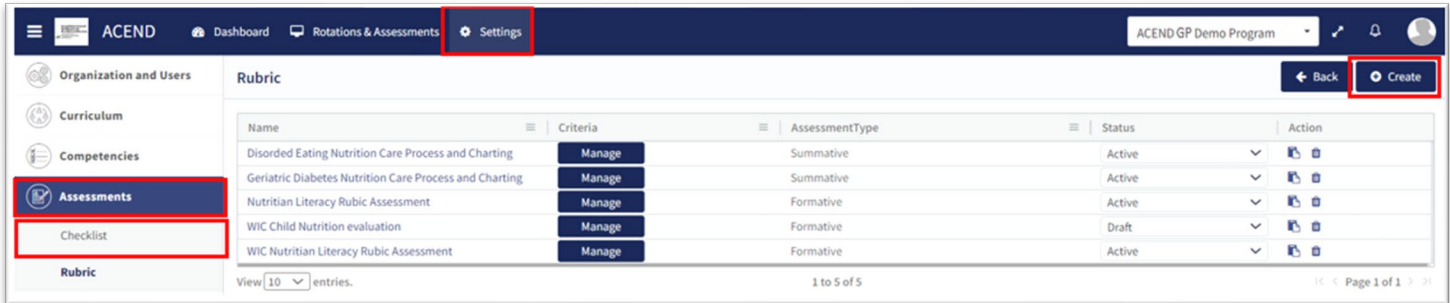 ACEND Dashboard Rotations & Assessments Settings ACEND GP Demo Program
Organization and Users
Curriculum
Competencies
Assessments
Checklist
Rubric
Rubric Back Create
Name Criteria AssessmentType Status Action
Disorded Eating Nutrition Care Process and Charting Manage Summative Active
Geriatric Diabetes Nutrition Care Process and Charting Manage Summative Active
Nutritian Literacy Rubic Assessment Manage Formative Active
WIC Child Nutrition evaluation Manage Formative Draft
WIC Nutritian Literacy Rubic Assessment Manage Formative Active
View 10 entries. 1 to 5 of 5 Page 1 of 1